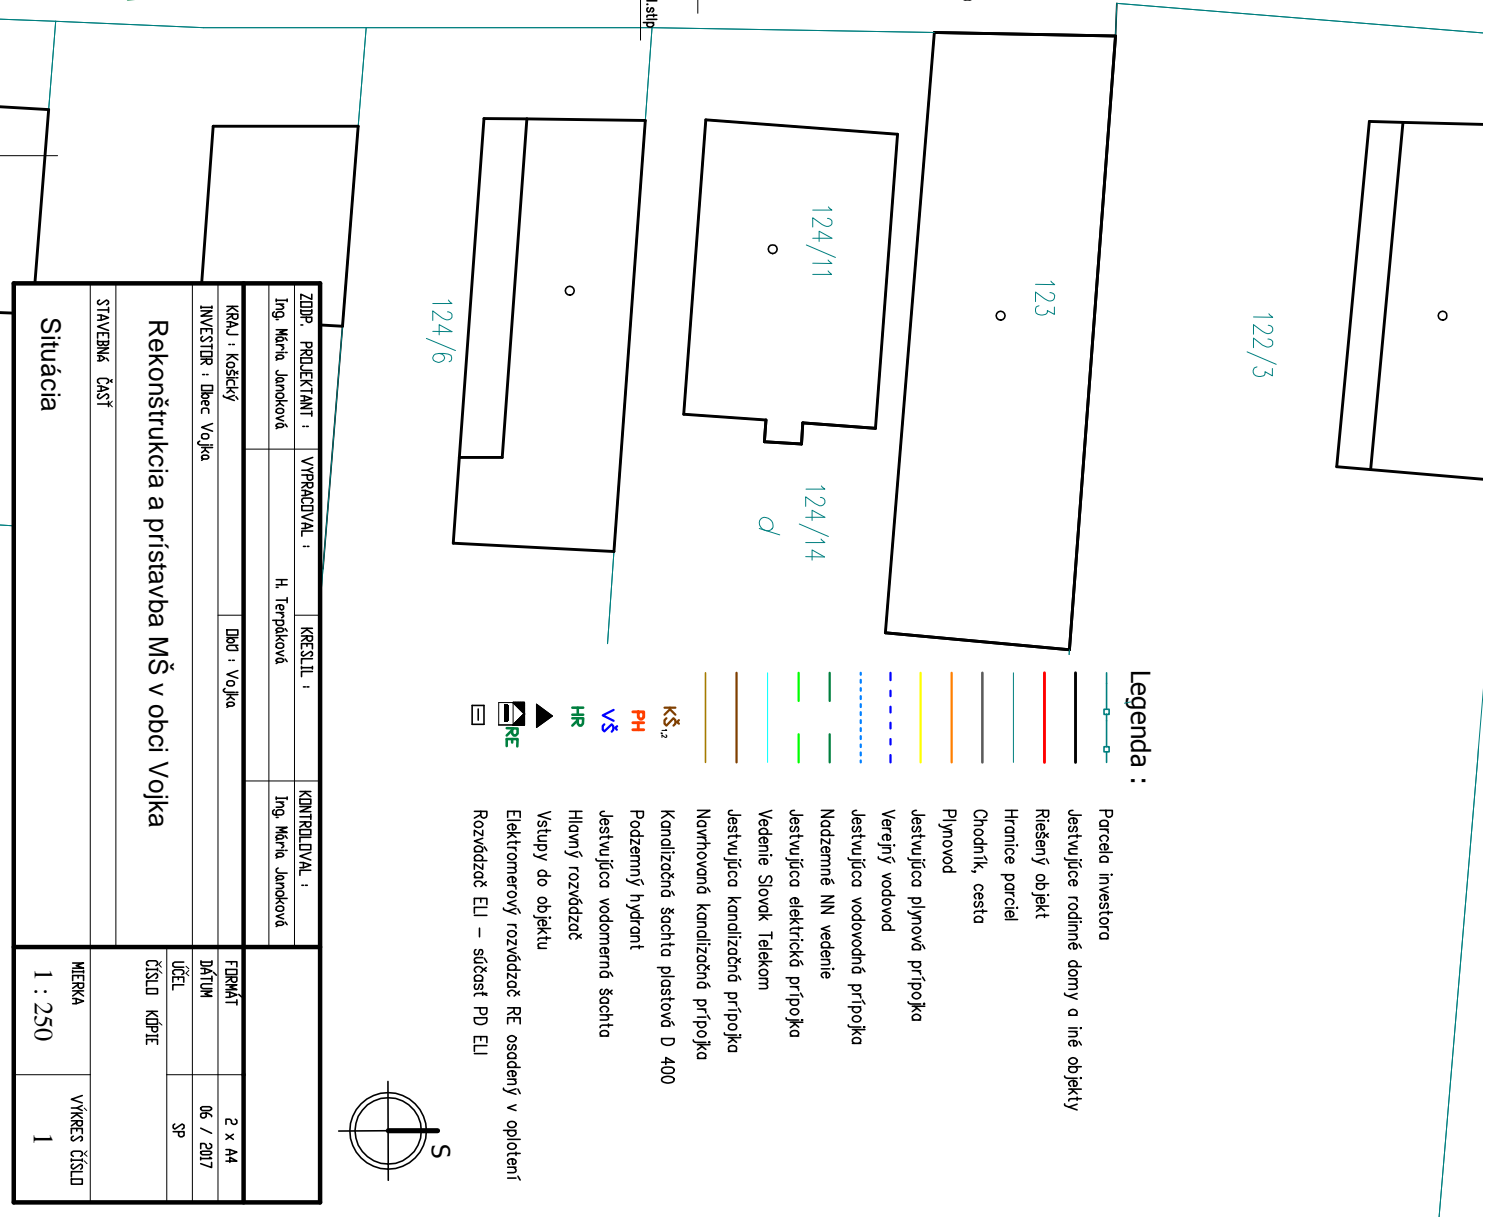 l.stĺp
124/6
124/11
124/14
d
123
122/3
Legenda :
Parcela investora
Jestvujúce rodinné domy a iné objekty
Riešený objekt
Hranice parciel
Chodník, cesta
Plynovod
Jestvujúca plynová prípojka
Verejný vodovod
Jestvujúca vodovodná prípojka
Nadzemné NN vedenie
Jestvujúca elektrická prípojka
Vedenie Slovak Telekom
Jestvujúca kanalizačná prípojka
Navrhovaná kanalizačná prípojka
KŠ1,2 Kanalizačná šachta plastová D 400
PH Podzemný hydrant
VŠ Jestvujúca vodomerná šachta
HR Hlavný rozvádzač
Vstupy do objektu
RE Elektromerový rozvádzač RE osadený v oplotení
Rozvádzač ELI – súčasť PD ELI
S
ZODP. PROJEKTANT : VYPRACOVAL : KRESLIL : KONTROLOVAL :
Ing. Mária Janoková H. Terpáková Ing. Mária Janoková
KRAJ : Košický ObÚ : Vojka
INVESTOR : Obec Vojka
Rekonštrukcia a prístavba MŠ v obci Vojka
STAVEBNÁ ČASŤ
Situácia
FORMÁT 2 x A4
DÁTUM 06 / 2017
ÚČEL SP
ČÍSLO KÓPIE
MIERKA VÝKRES ČÍSLO
1 : 250 1